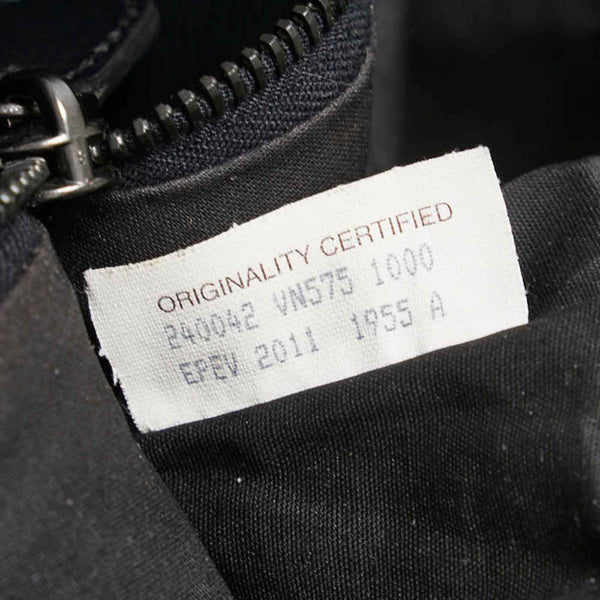 ORIGINALITY CERTIFIED
240042 VN575 1000
EPEV 2011 1955 A